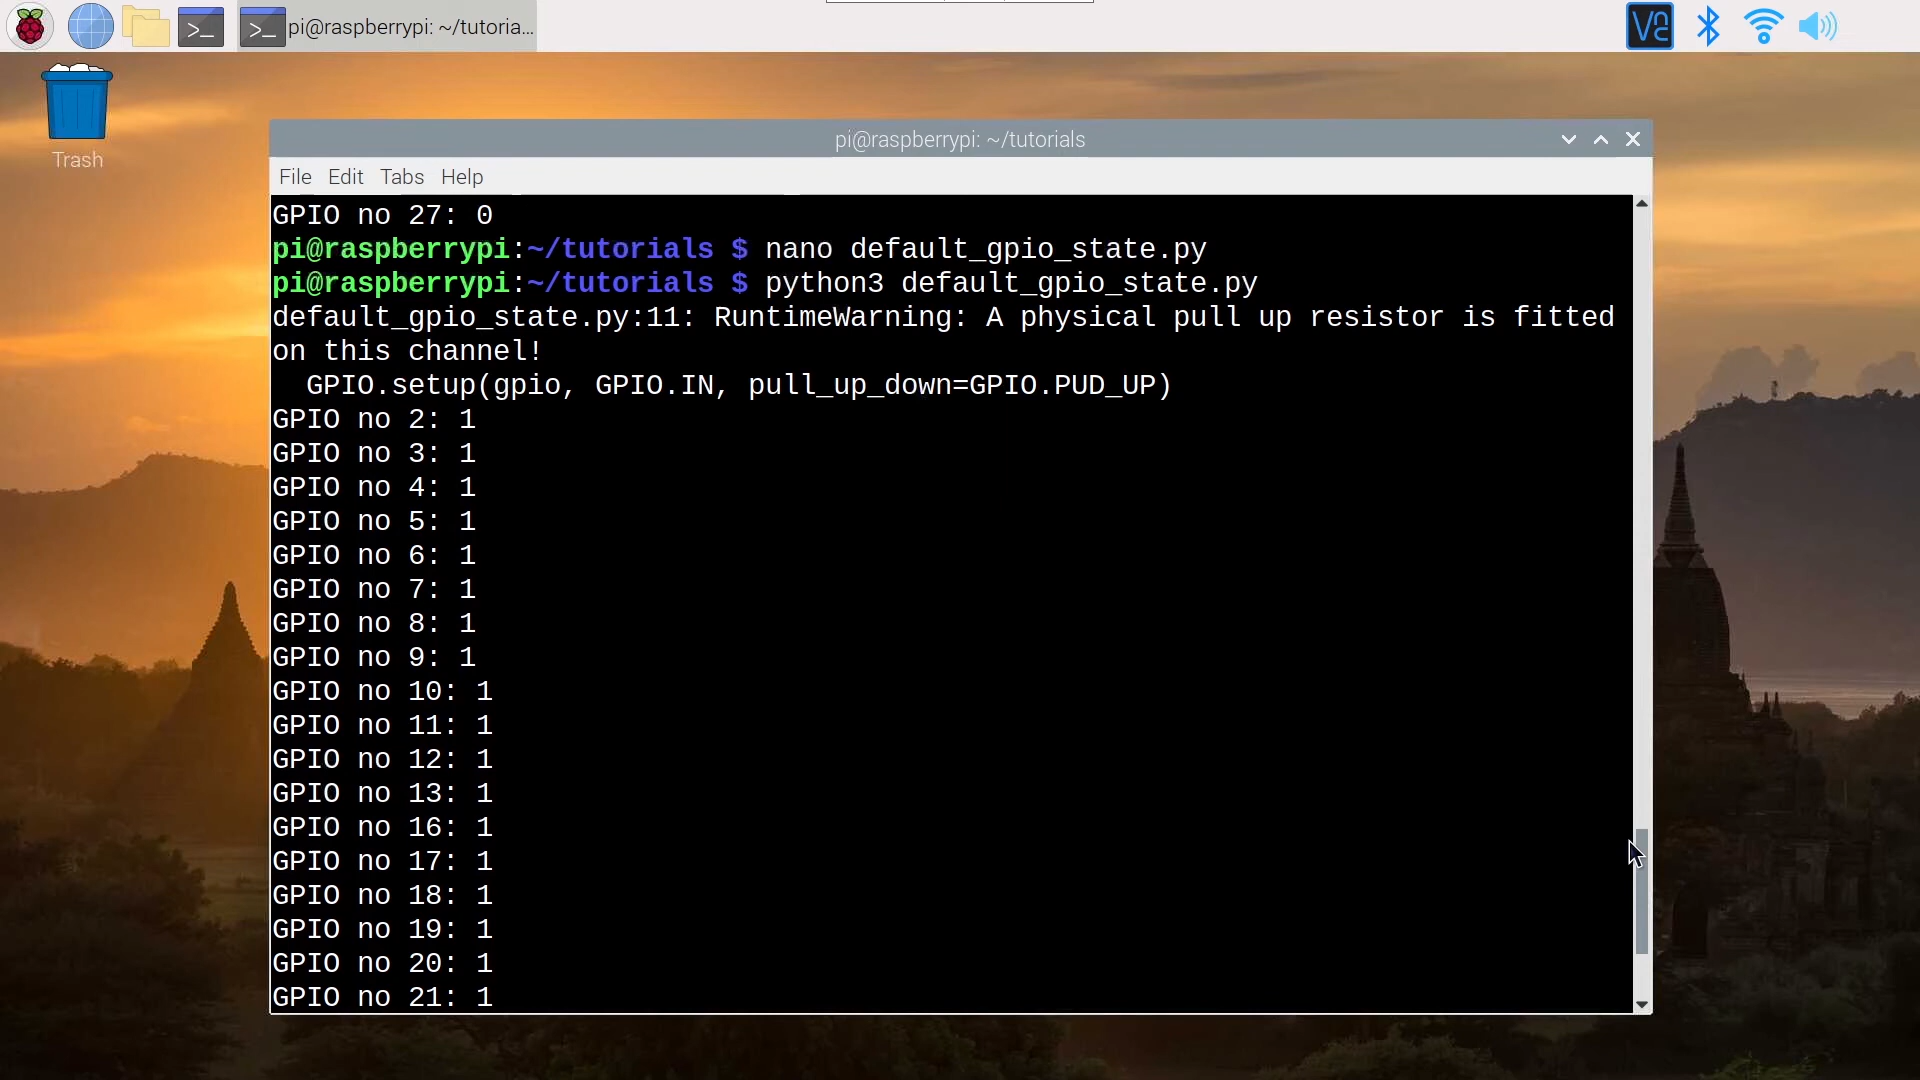 pi@raspberrypi: ~/tutoria...
VNC
Trash
pi@raspberrypi: ~/tutorials
File Edit Tabs Help
GPIO no 27: 0
pi@raspberrypi:~/tutorials $ nano default_gpio_state.py
pi@raspberrypi:~/tutorials $ python3 default_gpio_state.py
default_gpio_state.py:11: RuntimeWarning: A physical pull up resistor is fitted
on this channel!
GPIO.setup(gpio, GPIO.IN, pull_up_down=GPIO.PUD_UP)
GPIO no 2: 1
GPIO no 3: 1
GPIO no 4: 1
GPIO no 5: 1
GPIO no 6: 1
GPIO no 7: 1
GPIO no 8: 1
GPIO no 9: 1
GPIO no 10: 1
GPIO no 11: 1
GPIO no 12: 1
GPIO no 13: 1
GPIO no 16: 1
GPIO no 17: 1
GPIO no 18: 1
GPIO no 19: 1
GPIO no 20: 1
GPIO no 21: 1